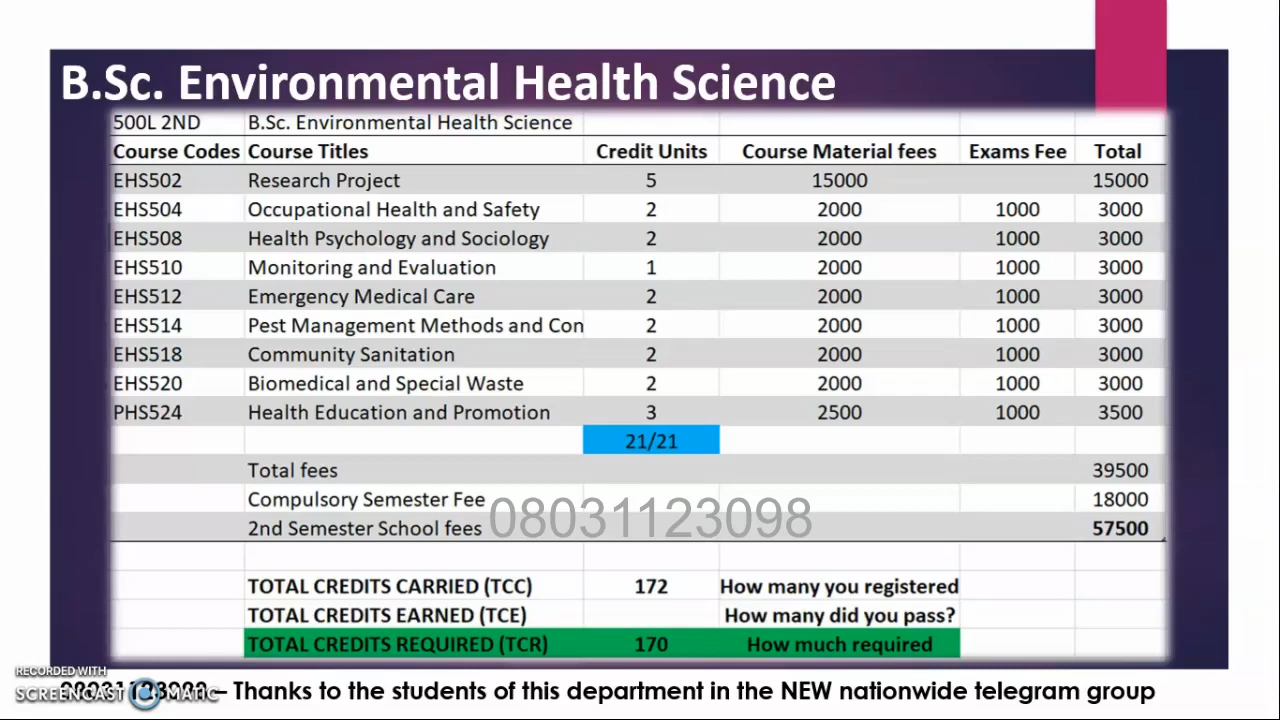 B.Sc. Environmental Health Science
500L 2ND B.Sc. Environmental Health Science
Course Codes Course Titles Credit Units Course Material fees Exams Fee Total
EHS502 Research Project 5 15000 15000
EHS504 Occupational Health and Safety 2 2000 1000 3000
EHS508 Health Psychology and Sociology 2 2000 1000 3000
EHS510 Monitoring and Evaluation 1 2000 1000 3000
EHS512 Emergency Medical Care 2 2000 1000 3000
EHS514 Pest Management Methods and Con 2 2000 1000 3000
EHS518 Community Sanitation 2 2000 1000 3000
EHS520 Biomedical and Special Waste 2 2000 1000 3000
PHS524 Health Education and Promotion 3 2500 1000 3500
21/21
Total fees 39500
Compulsory Semester Fee 18000
08031123098
2nd Semester School fees 57500
TOTAL CREDITS CARRIED (TCC) 172 How many you registered
TOTAL CREDITS EARNED (TCE) How many did you pass?
TOTAL CREDITS REQUIRED (TCR) 170 How much required
RECORDED WITH
SCREENCAST MATIC
– Thanks to the students of this department in the NEW nationwide telegram group